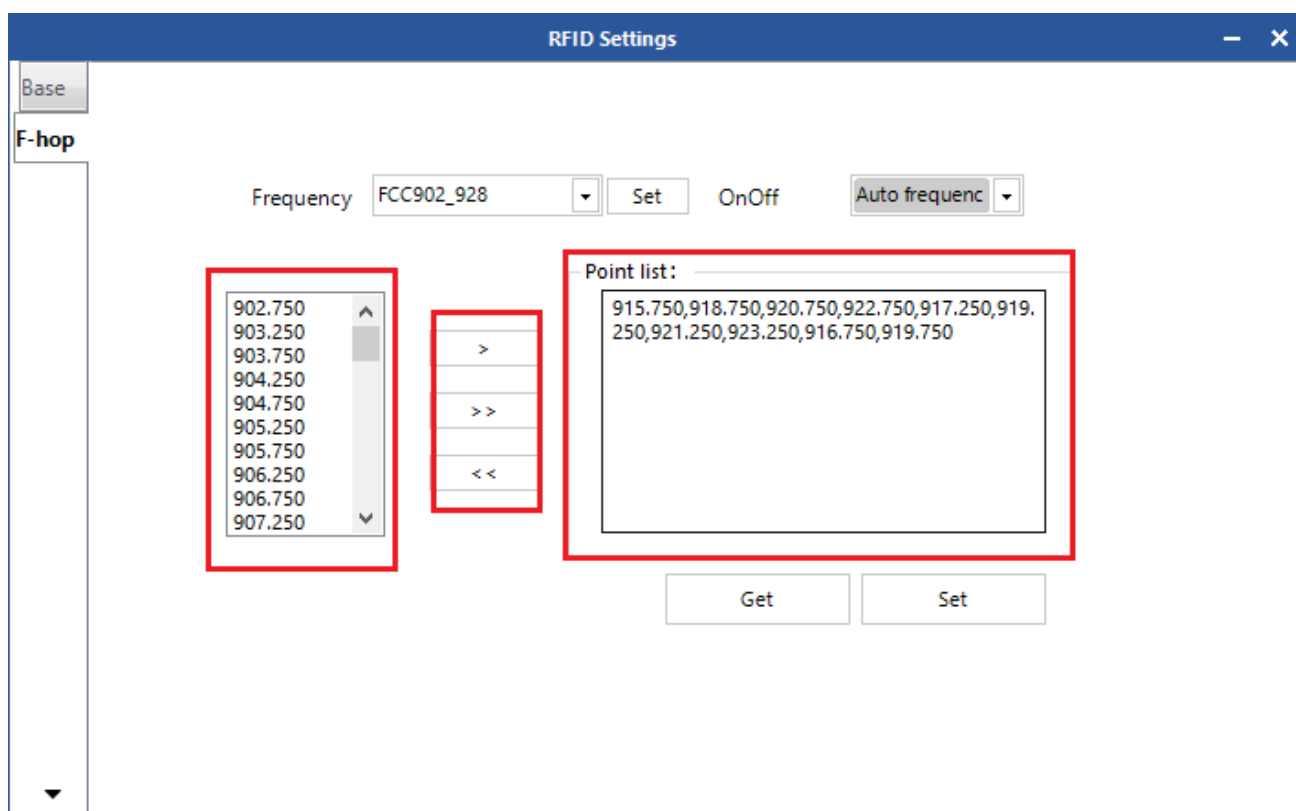 RFID Settings
Base
F-hop
Frequency FCC902_928 Set OnOff Auto frequenc
Point list:
902.750
903.250
903.750
904.250
904.750
905.250
905.750
906.250
906.750
907.250
>
>>
<<
915.750,918.750,920.750,922.750,917.250,919.
250,921.250,923.250,916.750,919.750
Get Set